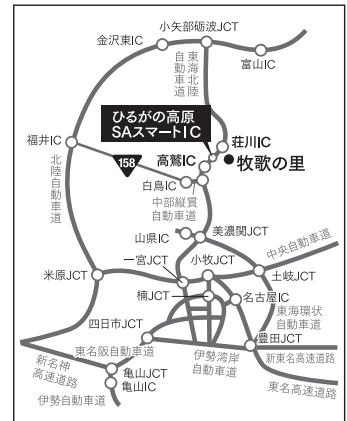 小矢部砺波JCT
金沢東IC
富山IC
東海北陸
自動車道
ひるがの高原
SAスマートIC
荘川IC
福井IC
高鷲IC
●牧歌の里
158
白鳥IC
北陸自動車道
中部縦貫
自動車道
山県IC
美濃関JCT
中央自動車道
一宮JCT
小牧JCT
米原JCT
土岐JCT
楠JCT
名古屋IC
東海環状
自動車道
四日市JCT
豊田JCT
東名阪自動車道
伊勢湾岸
自動車道
新東名高速道路
新名神
高速道路
亀山JCT
東名高速道路
亀山IC
伊勢自動車道